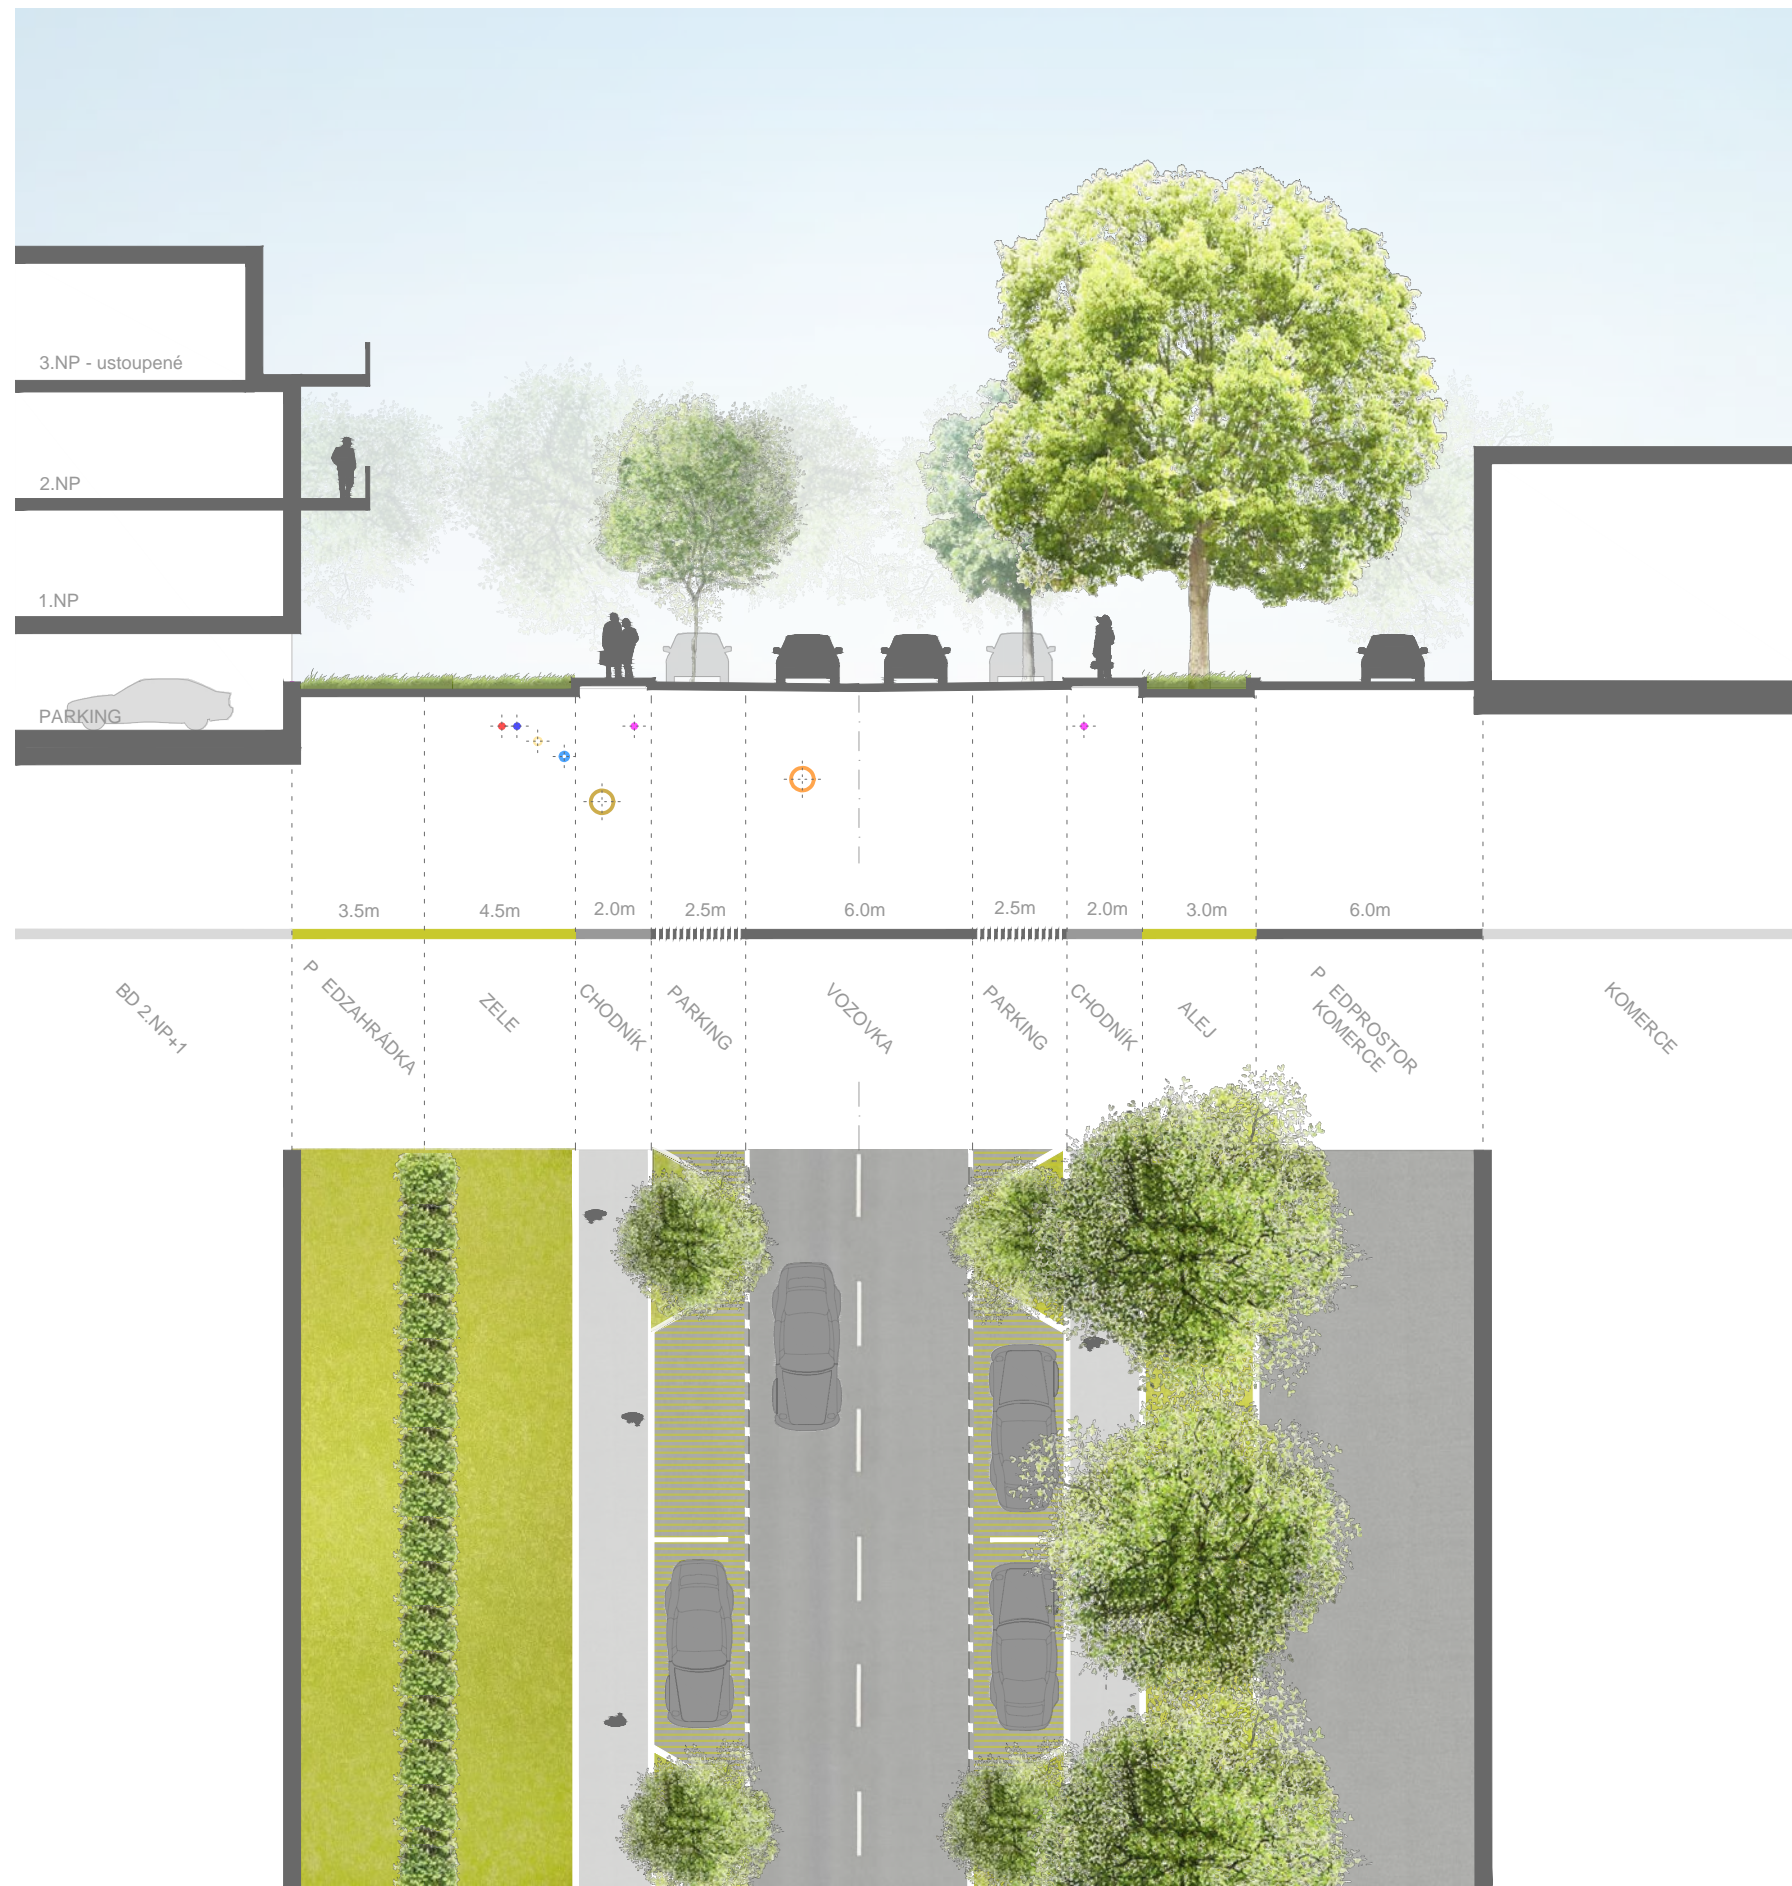 3.NP - ustoupené
2.NP
1.NP
PARKING
3.5m
4.5m
2.0m
2.5m
6.0m
2.5m
2.0m
3.0m
6.0m
BD 2.NP+1
P EDZAHRÁDKA
ZELE
CHODNÍK
PARKING
VOZOVKA
PARKING
CHODNÍK
ALEJ
P EDPROSTOR
KOMERCE
KOMERCE